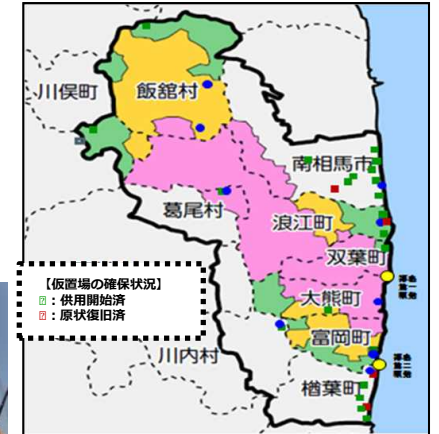 川俣町
飯舘村
南相馬市
葛尾村
浪江町
双葉町
【仮置場の確保状況】
：供用開始済
：原状復旧済
大熊町
富岡町
川内村
楢葉町